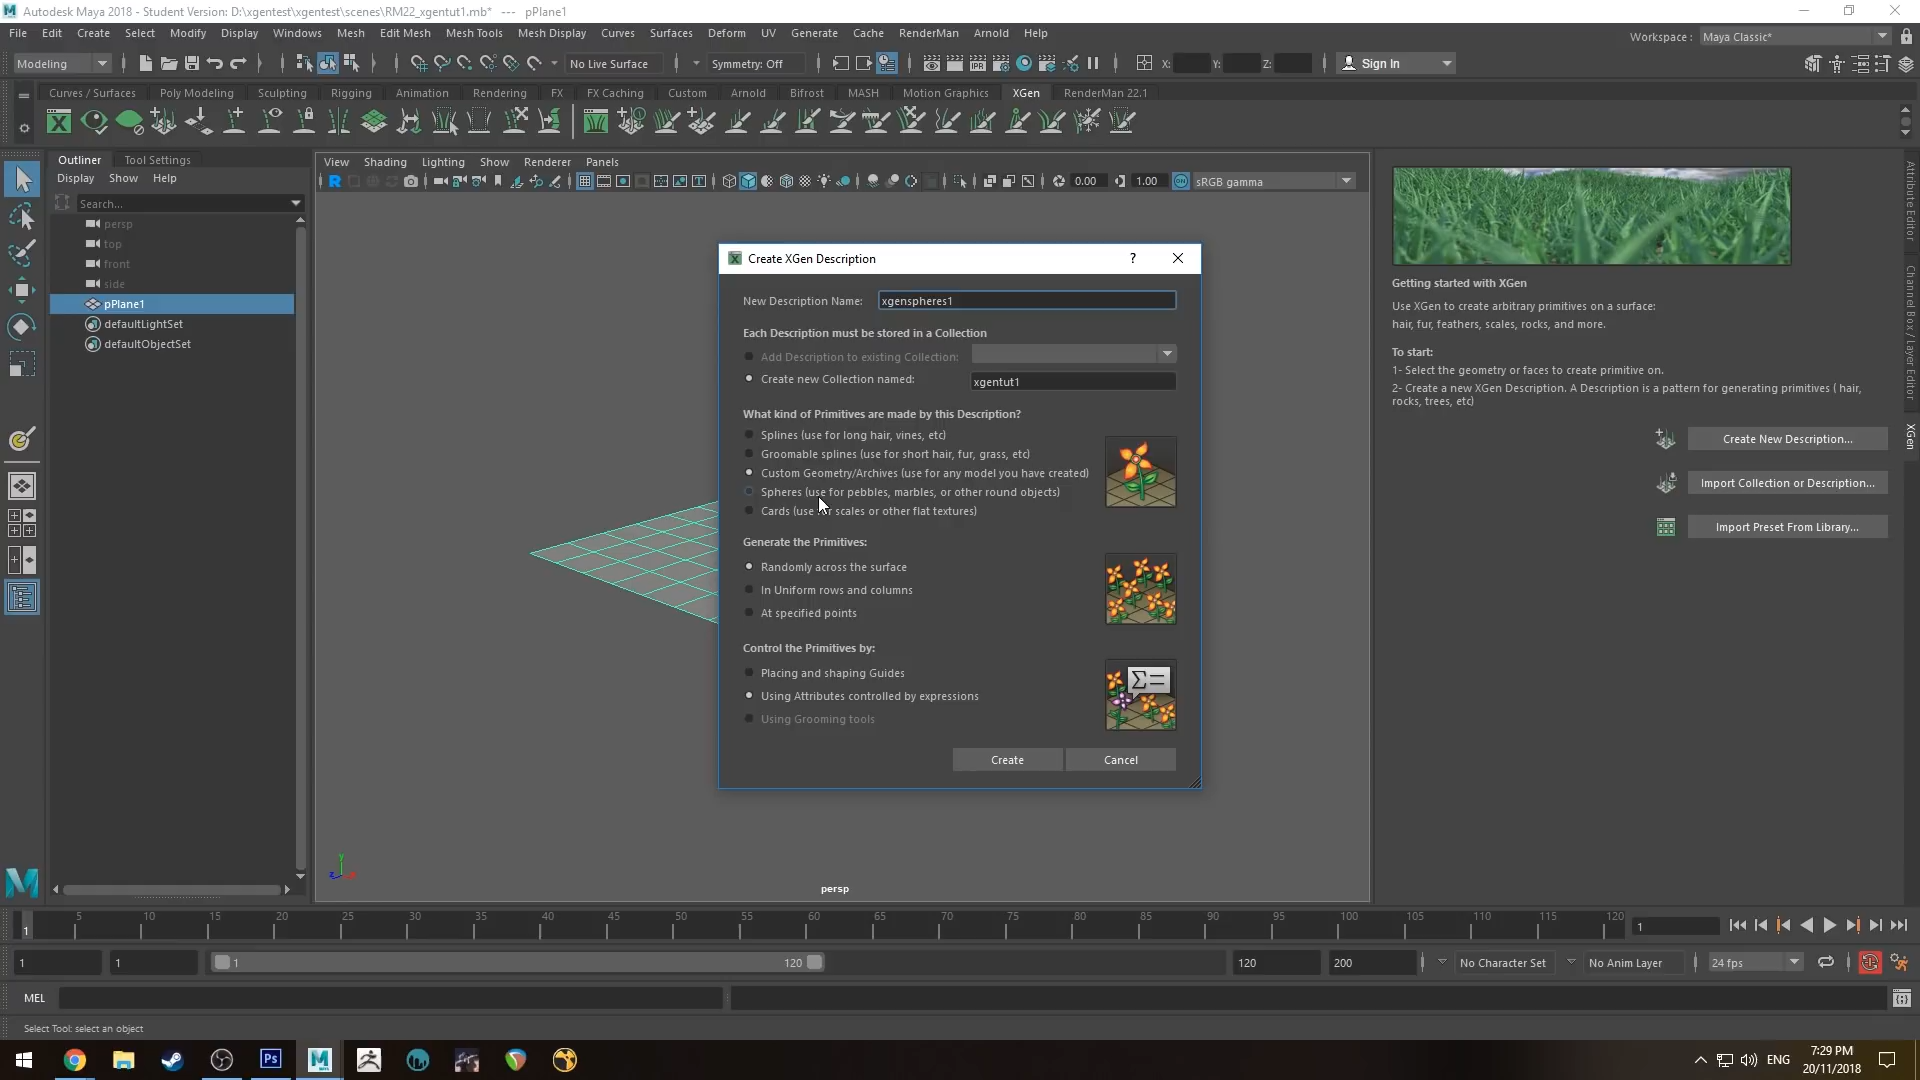 Autodesk Maya 2018 - Student Version: D:\xgentest\xgentest\scenes\RM22_xgentut1.mb*   ---   pPlane1
File Edit Create Select Modify Display Windows Mesh Edit Mesh Mesh Tools Mesh Display Curves Surfaces Deform UV Generate Cache RenderMan Arnold Help
Workspace : Maya Classic*
Modeling No Live Surface Symmetry: Off X: Y: Z: Sign In
Curves / Surfaces Poly Modeling Sculpting Rigging Animation Rendering FX FX Caching Custom Arnold Bifrost MASH Motion Graphics XGen RenderMan 22.1
Outliner Tool Settings
Display Show Help
Search...
persp
top
front
side
pPlane1
defaultLightSet
defaultObjectSet
View Shading Lighting Show Renderer Panels
0.00 1.00 sRGB gamma
Create XGen Description ?
New Description Name: xgenspheres1
Each Description must be stored in a Collection
Add Description to existing Collection:
Create new Collection named: xgentut1
What kind of Primitives are made by this Description?
Splines (use for long hair, vines, etc)
Groomable splines (use for short hair, fur, grass, etc)
Custom Geometry/Archives (use for any model you have created)
Spheres (use for pebbles, marbles, or other round objects)
Cards (use for scales or other flat textures)
Generate the Primitives:
Randomly across the surface
In Uniform rows and columns
At specified points
Control the Primitives by:
Placing and shaping Guides
Using Attributes controlled by expressions
Using Grooming tools
Σ=
Create Cancel
persp
Getting started with XGen
Use XGen to create arbitrary primitives on a surface:
hair, fur, feathers, scales, rocks, and more.
To start:
1- Select the geometry or faces to create primitive on.
2- Create a new XGen Description. A Description is a pattern for generating primitives ( hair,
rocks, trees, etc)
Create New Description...
Import Collection or Description...
Import Preset From Library...
Attribute Editor
Channel Box / Layer Editor
XGen
1 5 10 15 20 25 30 35 40 45 50 55 60 65 70 75 80 85 90 95 100 105 110 115 120 1
1 1 1 120 120 200 No Character Set No Anim Layer 24 fps
MEL
Select Tool: select an object
Ps
ENG
7:29 PM
20/11/2018